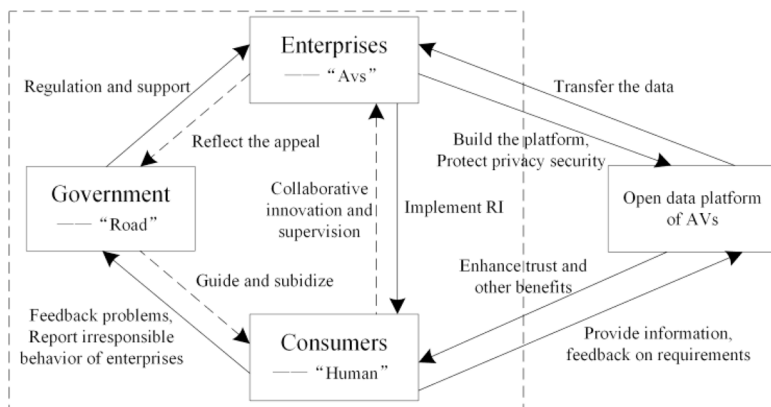 Enterprises
—— “Avs”
Regulation and support
Transfer the data
Reflect the appeal
Build the platform,
Protect privacy security
Government
—— “Road”
Collaborative
innovation and
supervision
Implement RI
Open data platform
of AVs
Guide and subidize
Enhance trust and
other benefits
Feedback problems,
Report irresponsible
behavior of enterprises
Consumers
—— “Human”
Provide information,
feedback on requirements